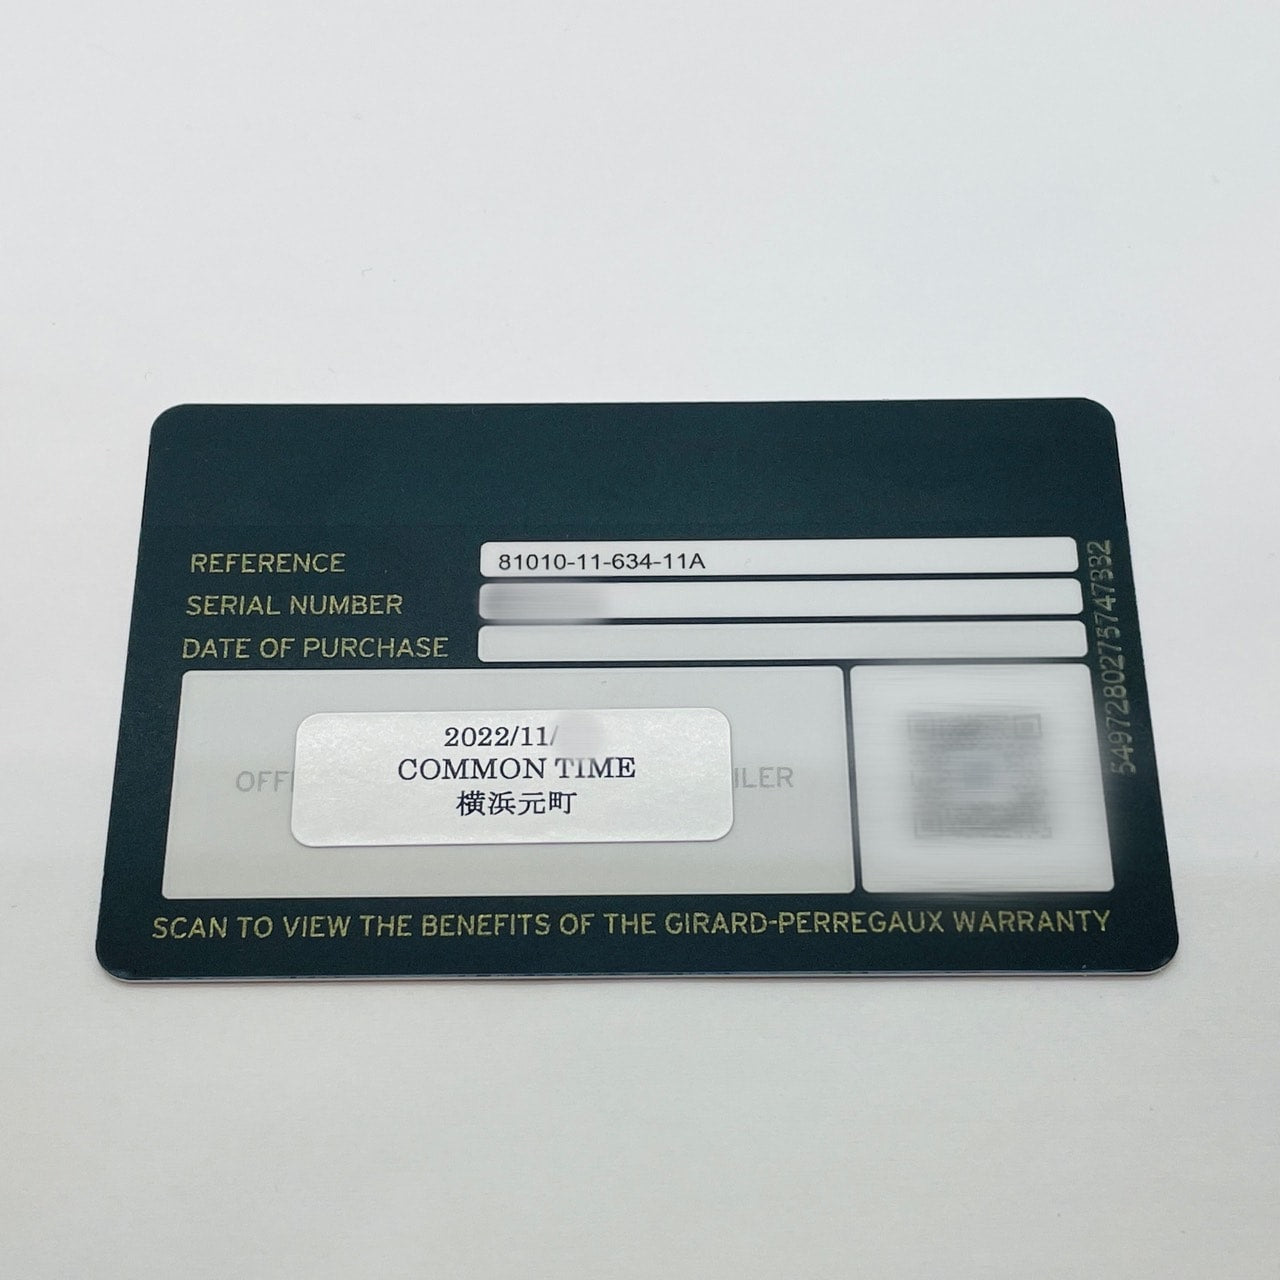 REFERENCE 81010-11-634-11A
SERIAL NUMBER
DATE OF PURCHASE
2022/11/
COMMON TIME
横浜元町
SCAN TO VIEW THE BENEFITS OF THE GIRARD-PERREGAUX WARRANTY
5497280275747332